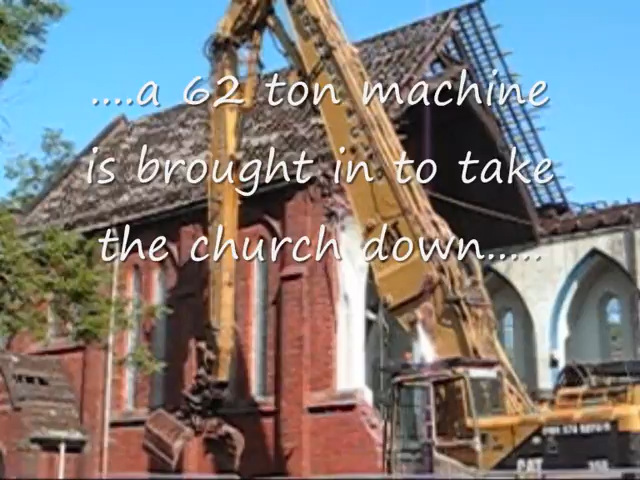 ....a 62 ton machine
is brought in to take
the church down.....
CAT